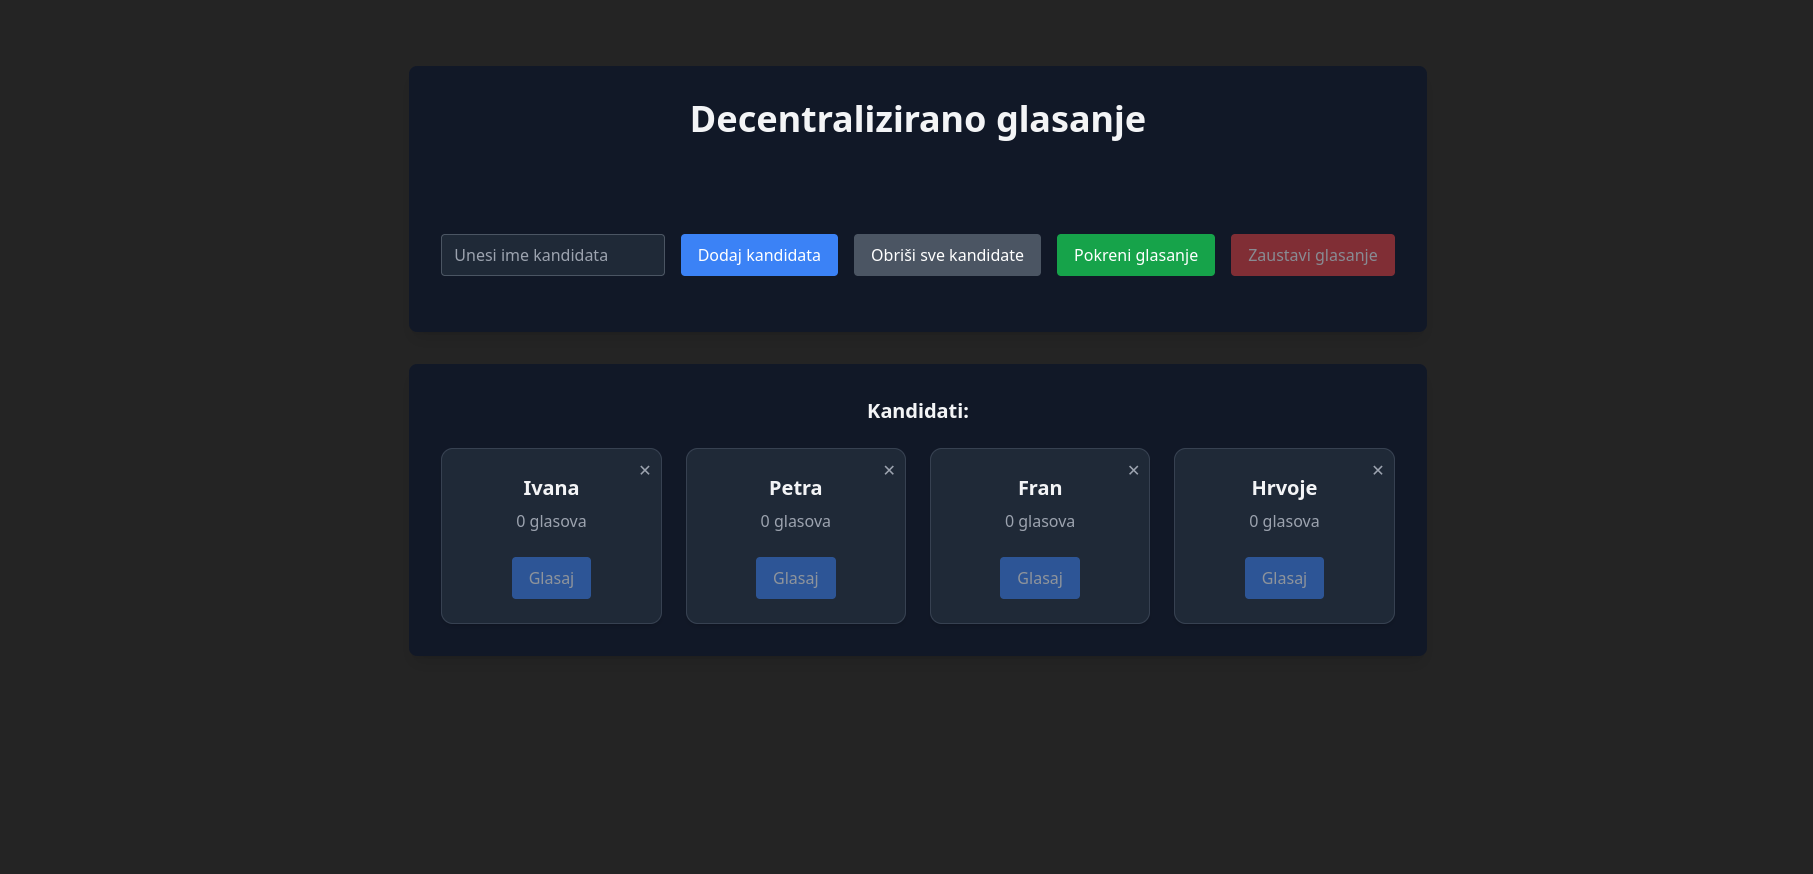 Decentralizirano glasanje
Unesi ime kandidata Dodaj kandidata Obriši sve kandidate Pokreni glasanje Zaustavi glasanje
Kandidati:
✕ ✕ ✕ ✕
Ivana Petra Fran Hrvoje
0 glasova 0 glasova 0 glasova 0 glasova
Glasaj Glasaj Glasaj Glasaj